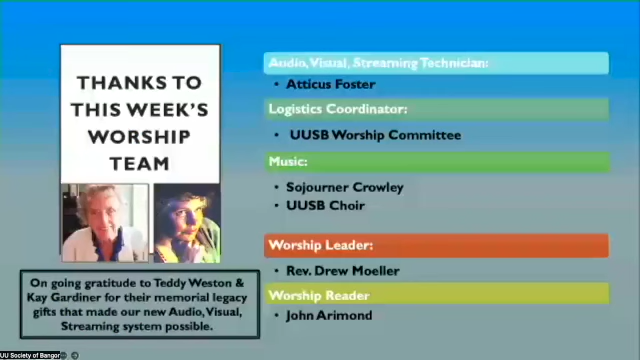 THANKS TO
THIS WEEK'S
WORSHIP
TEAM
On going gratitude to Teddy Weston &
Kay Gardiner for their memorial legacy
gifts that made our new Audio, Visual,
Streaming system possible.
Audio, Visual, Streaming Technician:
• Atticus Foster
Logistics Coordinator:
• UUSB Worship Committee
Music:
• Sojourner Crowley
• UUSB Choir
Worship Leader:
• Rev. Drew Moeller
Worship Reader
• John Arimond
UU Society of Bangor